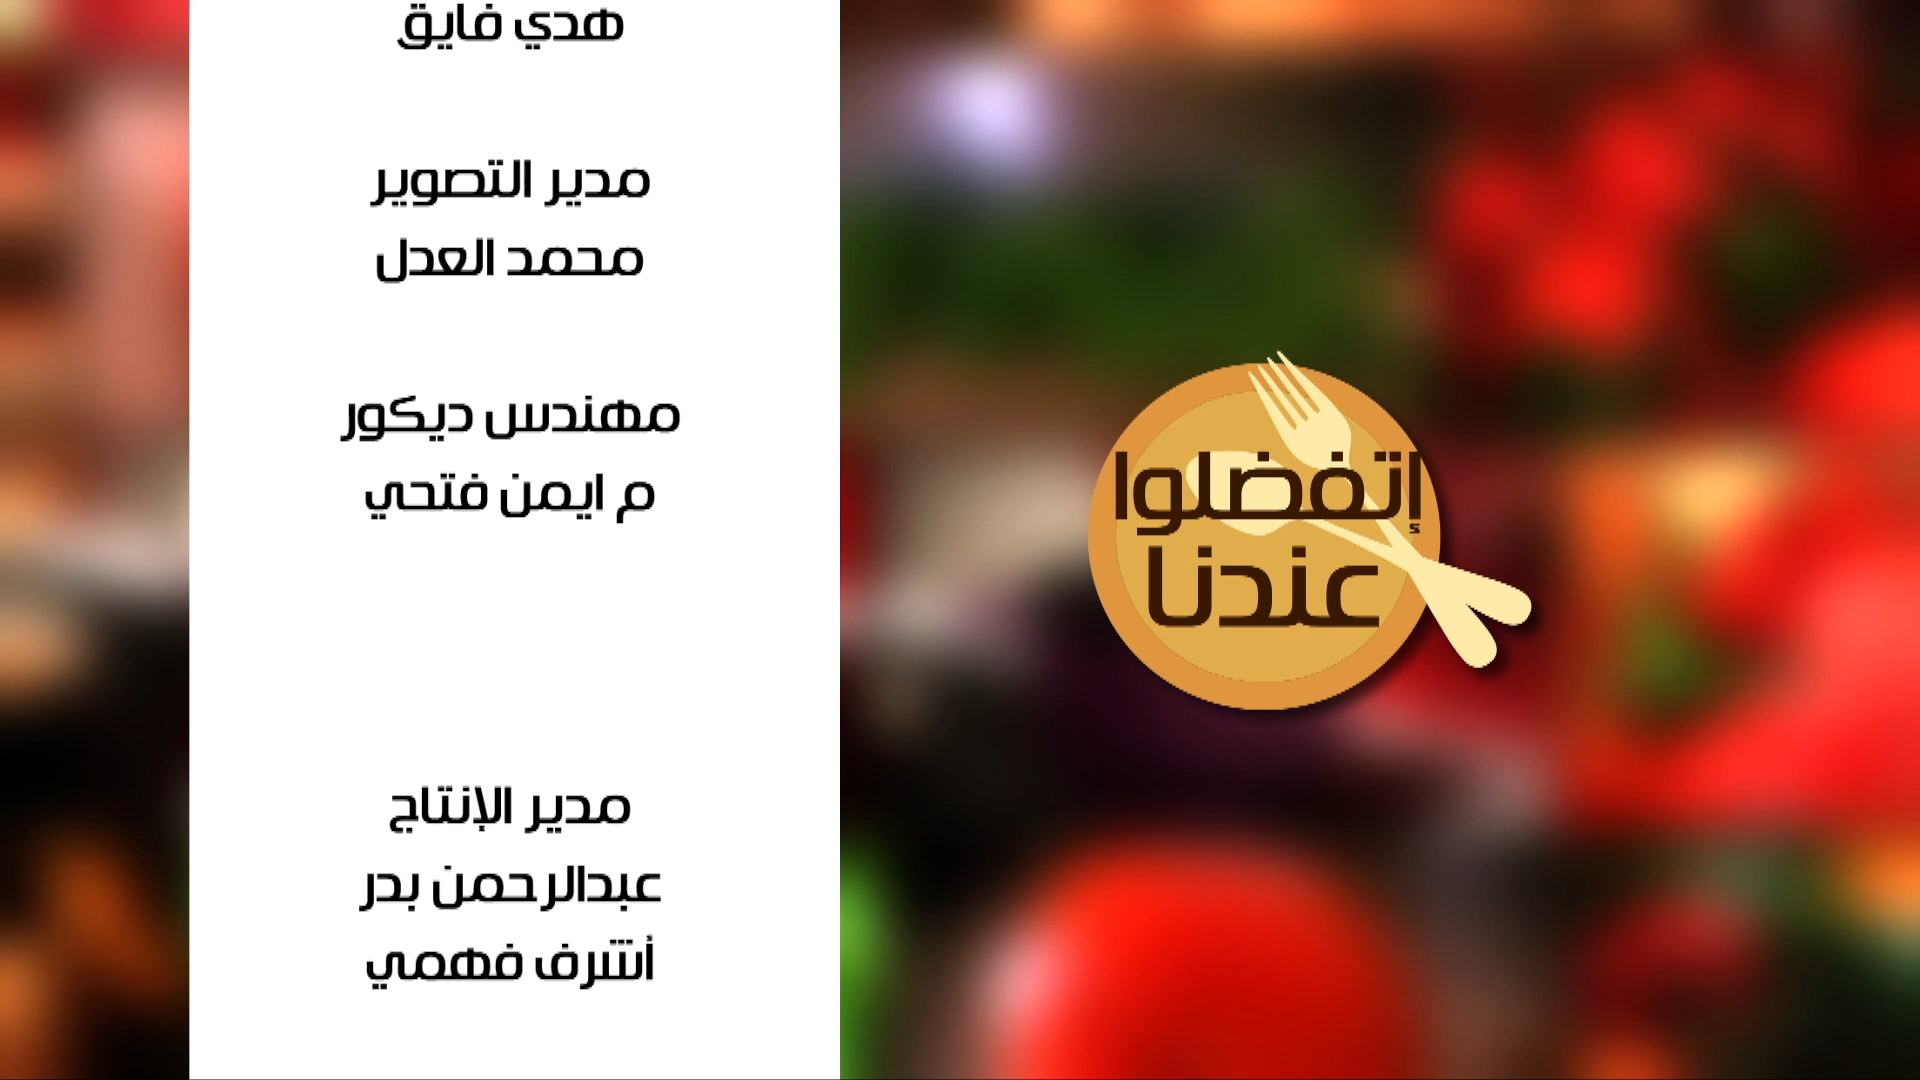 هدي فايق
مدير التصوير
محمد العدل
مهندس ديكور
م ايمن فتحي
مدير الإنتاج
عبدالرحمن بدر
أشرف فهمي
إتفضلوا
عندنا